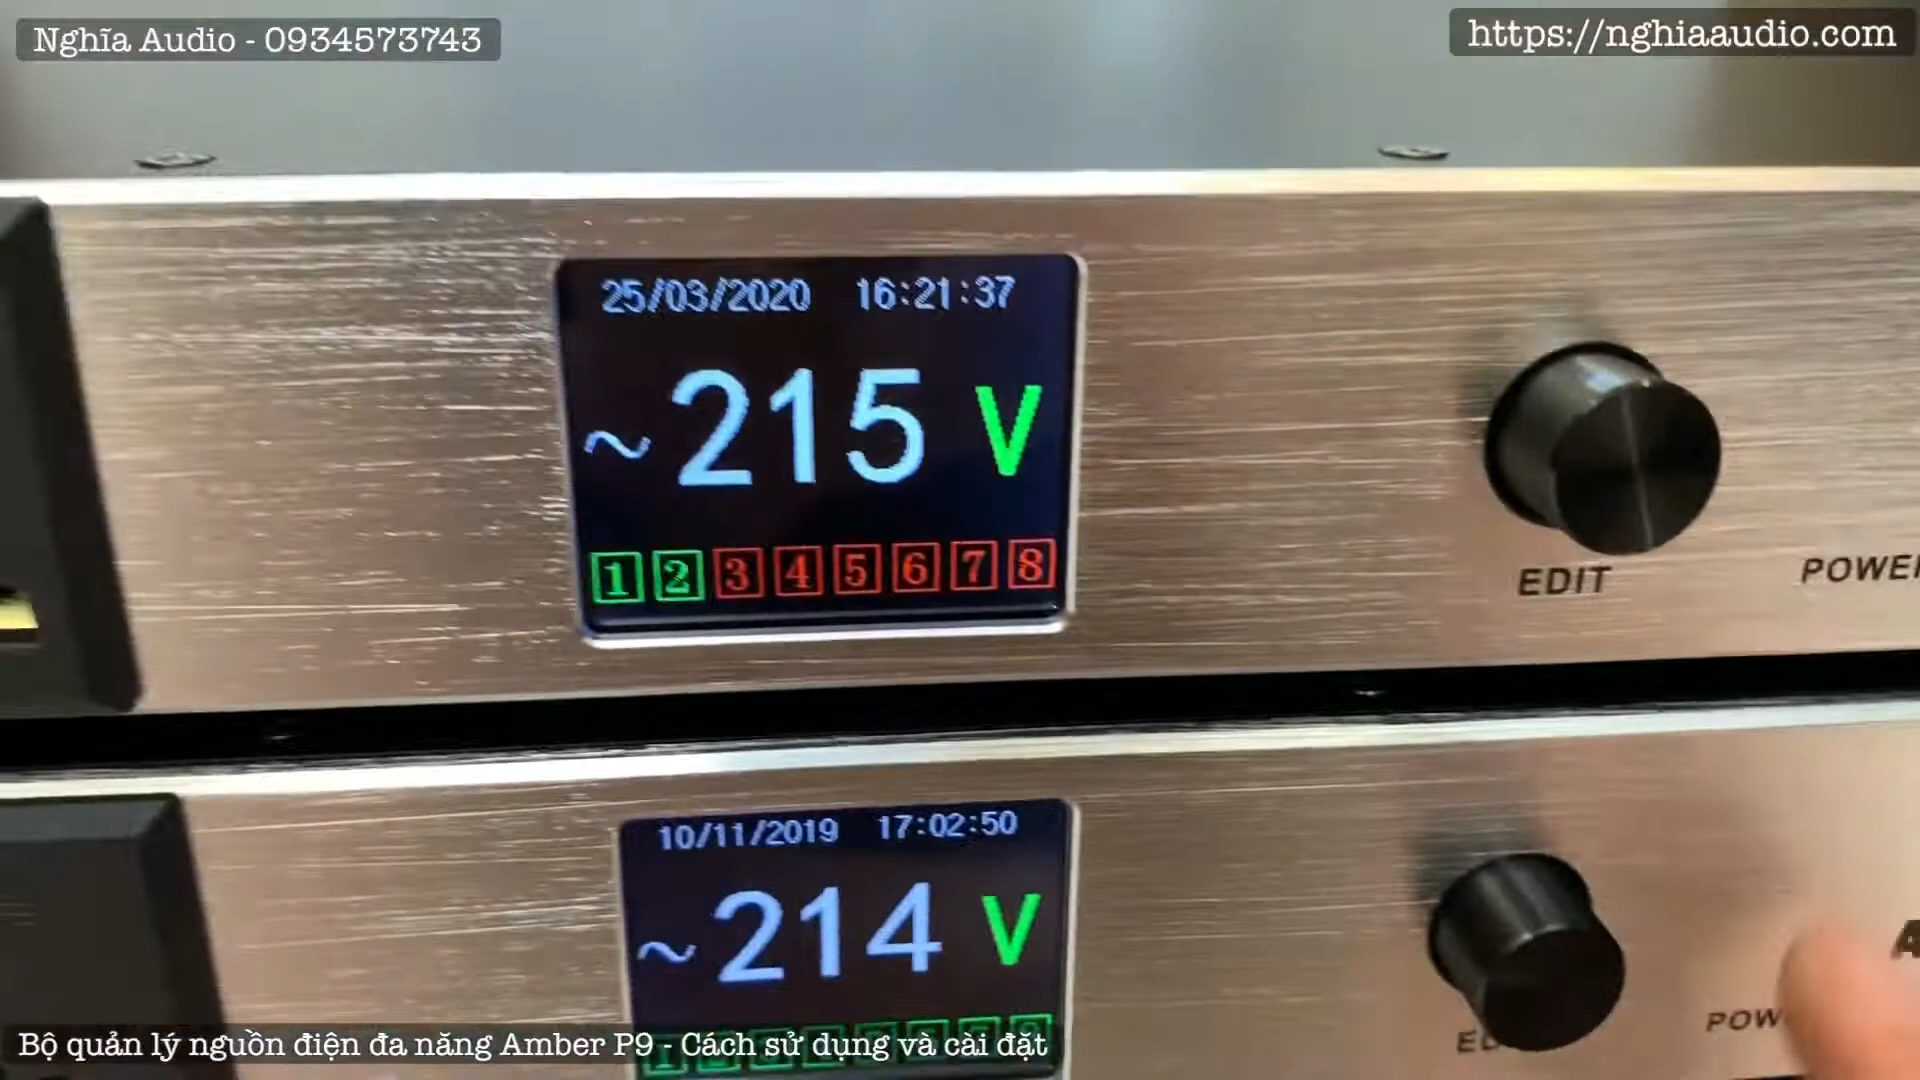 Nghĩa Audio - 0934573743
https://nghiaaudio.com
25/03/2020 16:21:37
~215 V
1 2 3 4 5 6 7 8
EDIT
10/11/2019 17:02:50
~214 V
Bộ quản lý nguồn điện đa năng Amber P9 - Cách sử dụng và cài đặt